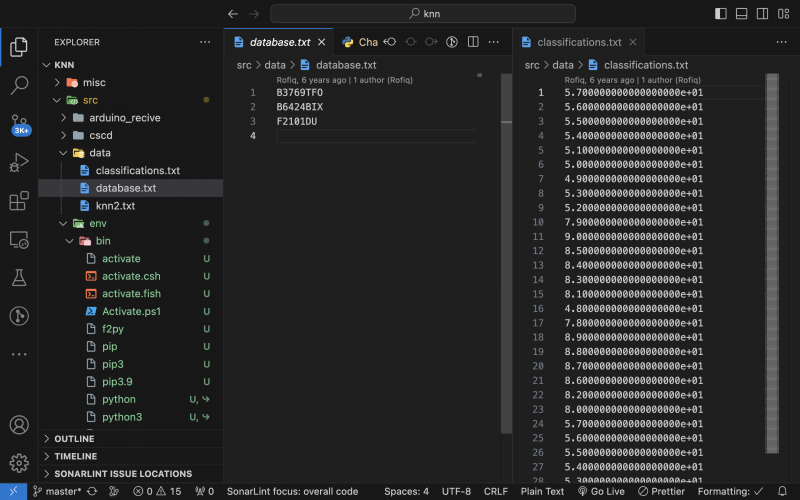 knn
EXPLORER
KNN
misc
src
arduino_recive
cscd
data
classifications.txt
database.txt
knn2.txt
env
bin
activate
activate.csh
activate.fish
Activate.ps1
f2py
pip
pip3
pip3.9
python
python3
U
U
U
U
U
U
U
U
U,
U,
OUTLINE
TIMELINE
SONARLINT ISSUE LOCATIONS
3K+
database.txt
Cha
src > data > database.txt
Rofiq, 6 years ago | 1 author (Rofiq)
1 B3769TFO
2 B6424BIX
3 F2101DU
4
classifications.txt
src > data > classifications.txt
Rofiq, 6 years ago | 1 author (Rofiq)
1 5.700000000000000000e+01
2 5.600000000000000000e+01
3 5.500000000000000000e+01
4 5.400000000000000000e+01
5 5.100000000000000000e+01
6 5.000000000000000000e+01
7 4.900000000000000000e+01
8 5.300000000000000000e+01
9 5.200000000000000000e+01
10 7.900000000000000000e+01
11 9.000000000000000000e+01
12 8.500000000000000000e+01
13 8.400000000000000000e+01
14 8.300000000000000000e+01
15 8.100000000000000000e+01
16 4.800000000000000000e+01
17 7.800000000000000000e+01
18 8.900000000000000000e+01
19 8.800000000000000000e+01
20 8.700000000000000000e+01
21 8.600000000000000000e+01
22 8.200000000000000000e+01
23 8.000000000000000000e+01
24 5.700000000000000000e+01
25 5.600000000000000000e+01
26 5.500000000000000000e+01
27 5.400000000000000000e+01
28 5.300000000000000000e+01
master* 0 15 0 SonarLint focus: overall code Spaces: 4 UTF-8 CRLF Plain Text Go Live Prettier Formatting: